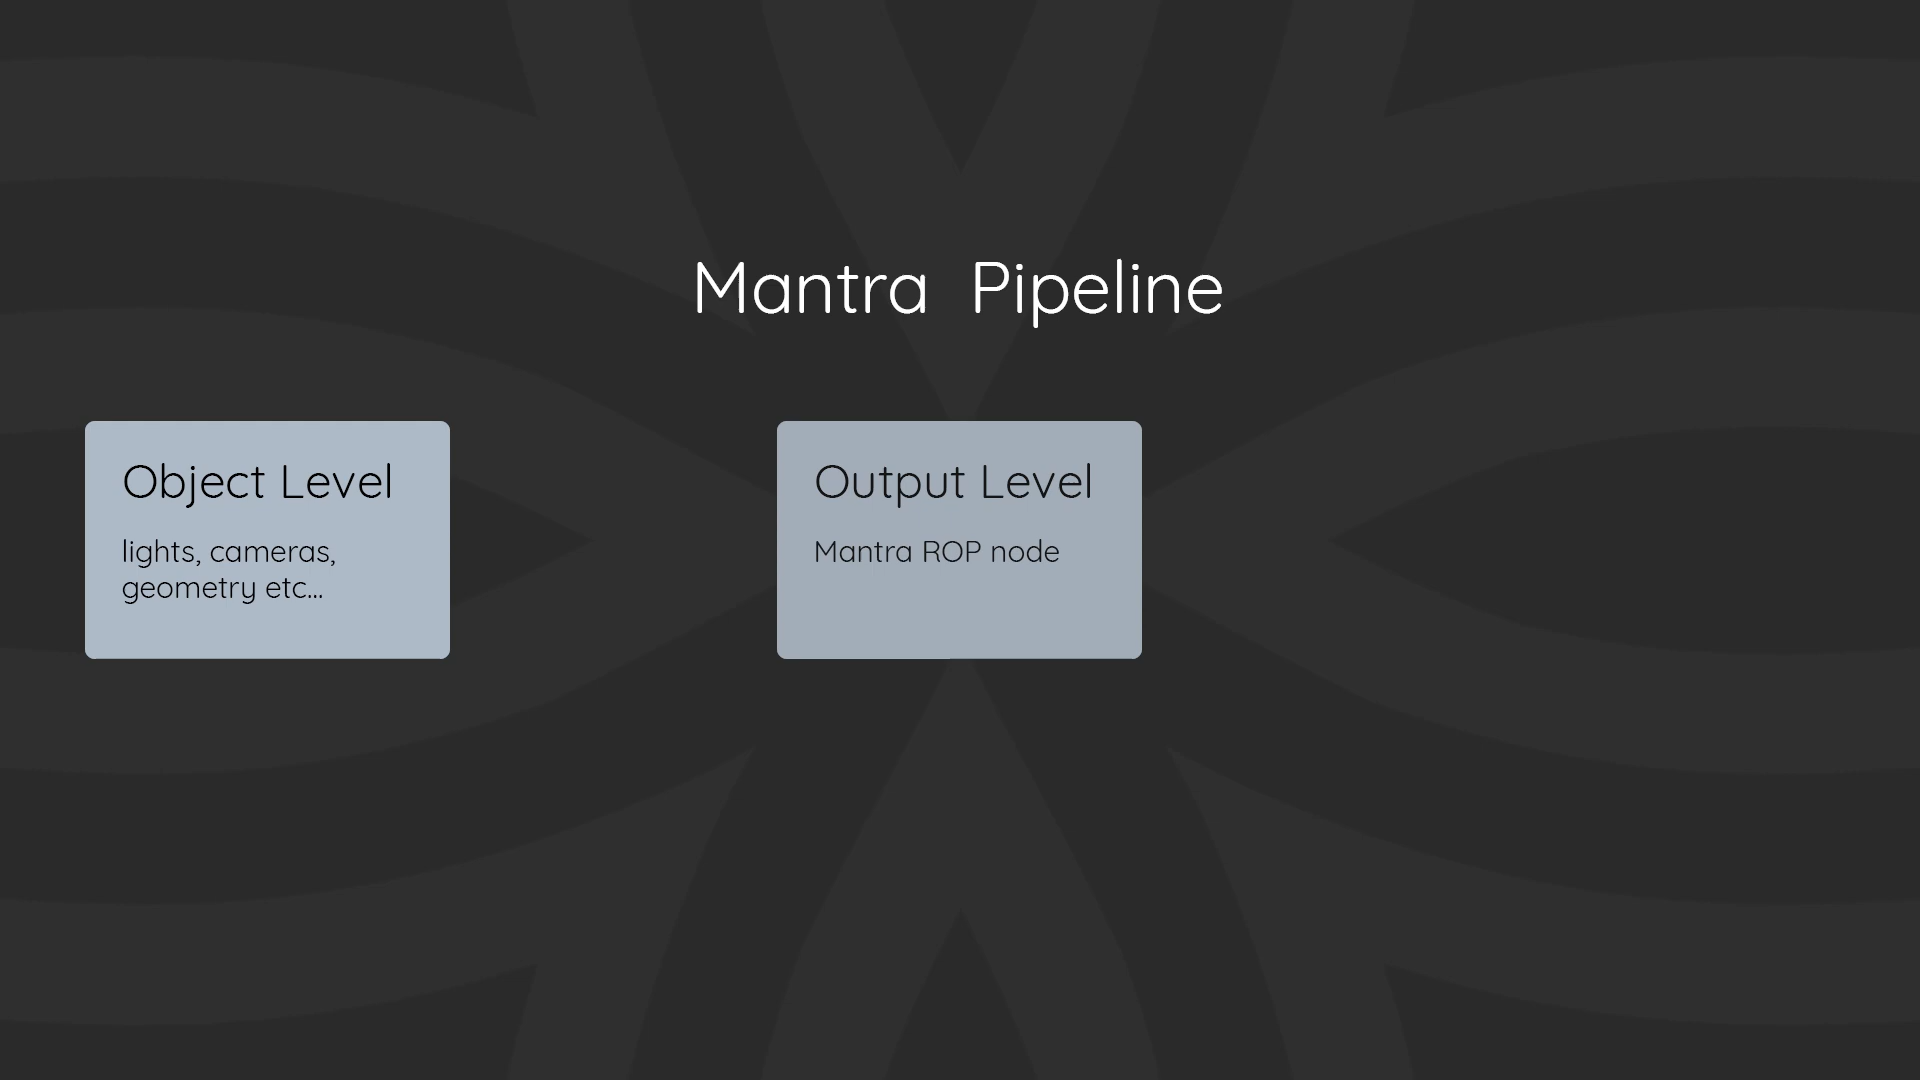 Mantra Pipeline
Object Level
lights, cameras,
geometry etc...
Output Level
Mantra ROP node